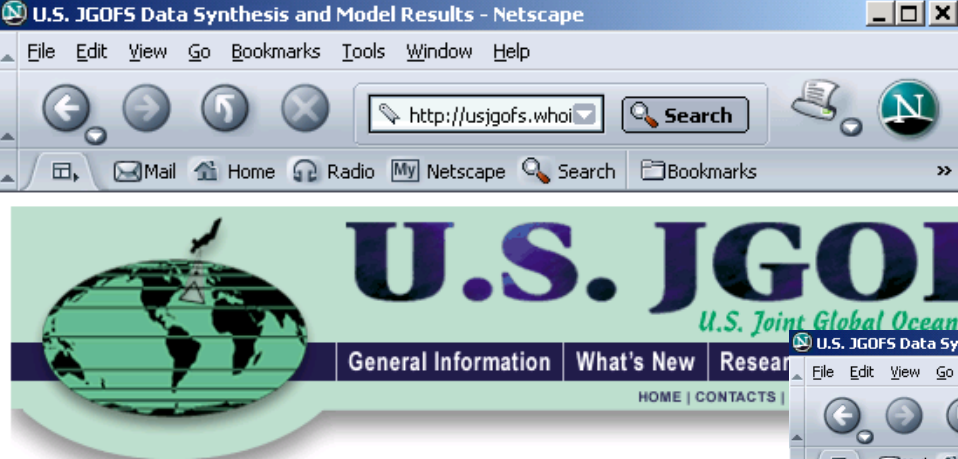 U.S. JGOFS Data Synthesis and Model Results - Netscape
File Edit View Go Bookmarks Tools Window Help
http://usjgofs.whoi Search N
Mail Home Radio My Netscape Search Bookmarks »
U.S. JGO
U.S. Joint Global Ocean
U.S. JGOFS Data Sy
General Information What's New Resear
File Edit View Go
HOME | CONTACTS |